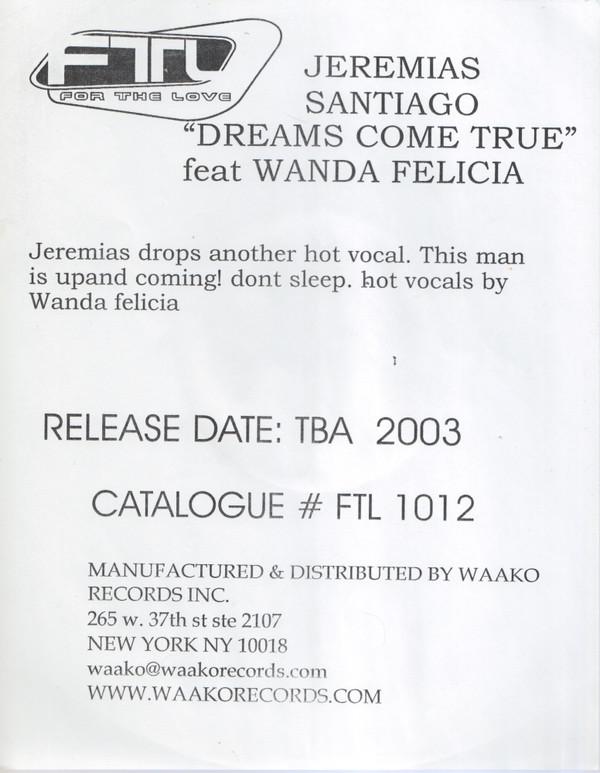 FTL
FOR THE LOVE
JEREMIAS
SANTIAGO
“DREAMS COME TRUE”
feat WANDA FELICIA
Jeremias drops another hot vocal. This man
is upand coming! dont sleep. hot vocals by
Wanda felicia
RELEASE DATE: TBA 2003
CATALOGUE # FTL 1012
MANUFACTURED & DISTRIBUTED BY WAAKO
RECORDS INC.
265 w. 37th st ste 2107
NEW YORK NY 10018
waako@waakorecords.com
WWW.WAAKORECORDS.COM